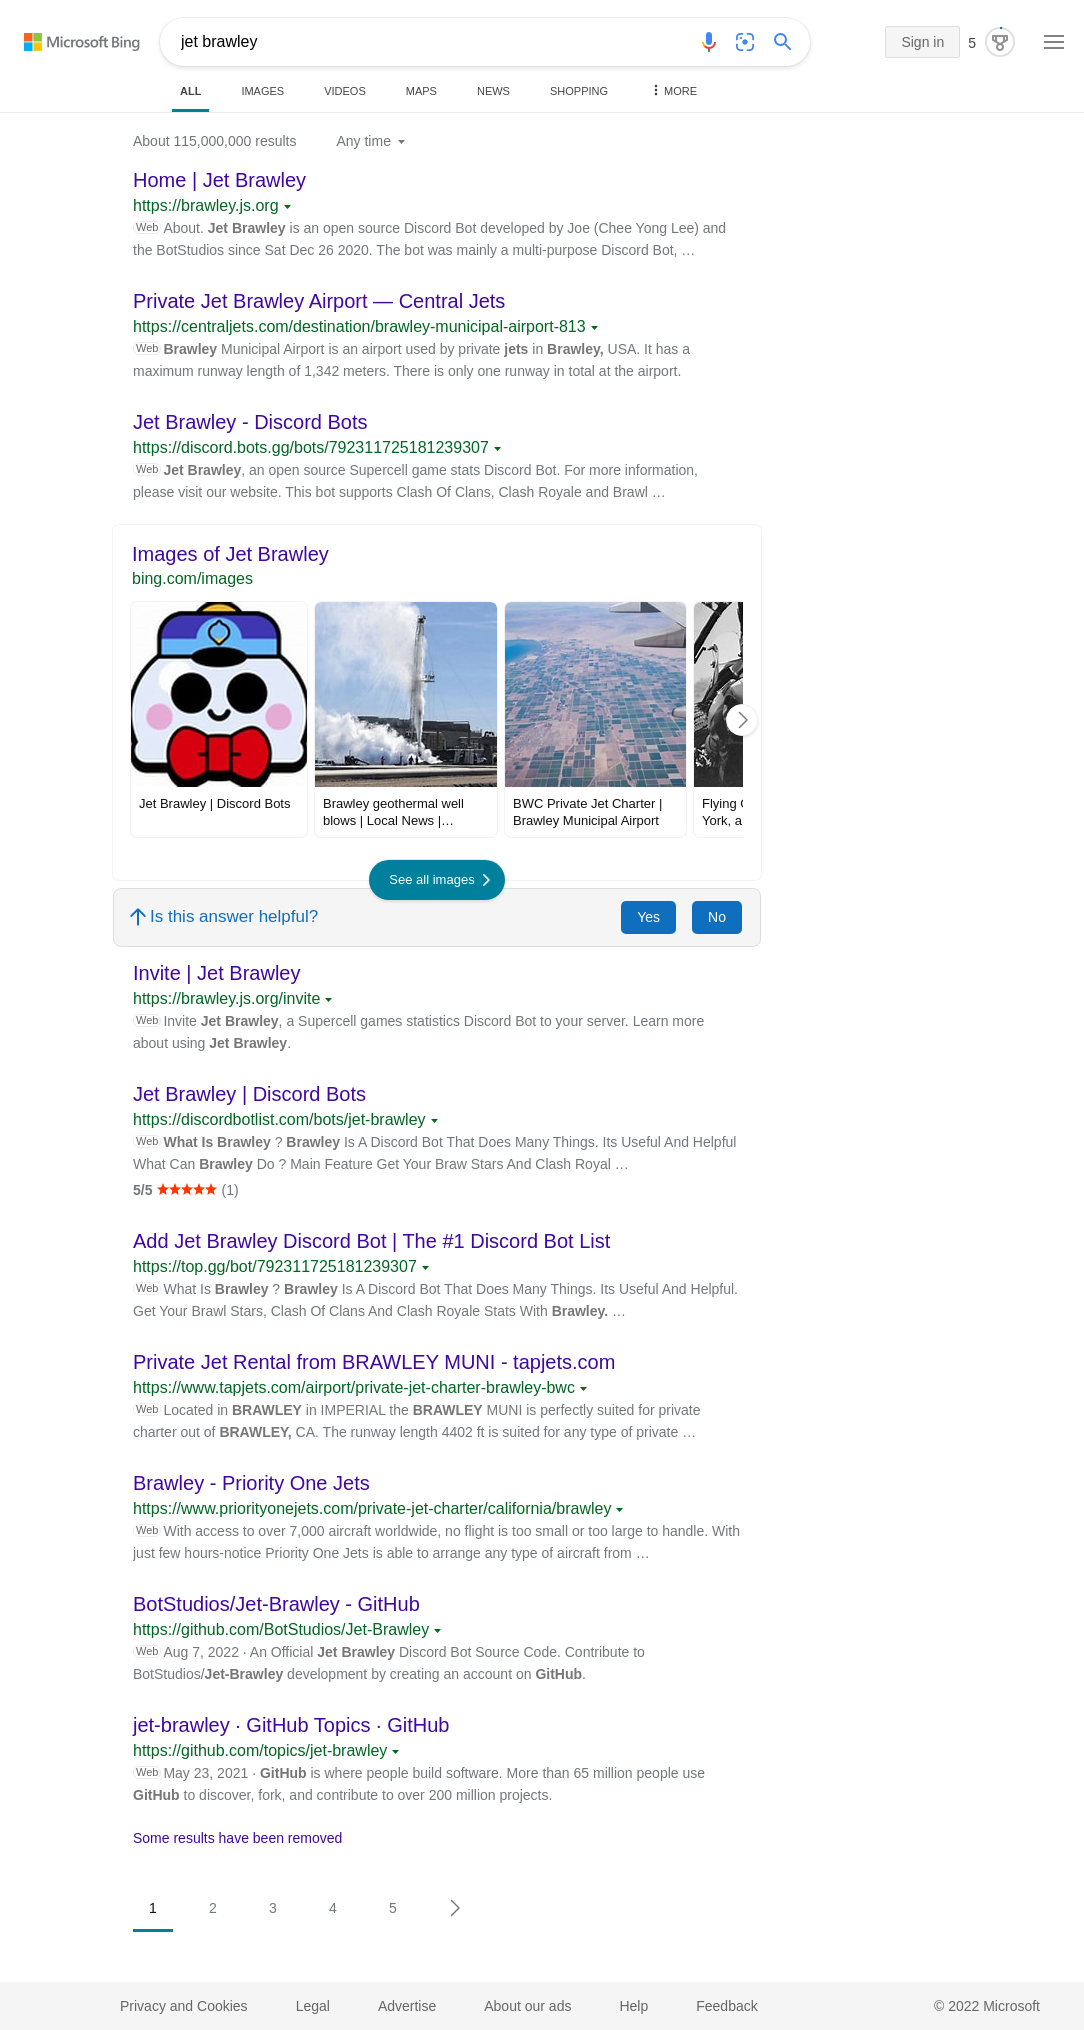 Microsoft Bing
jet brawley
Sign in
5
ALL
IMAGES
VIDEOS
MAPS
NEWS
SHOPPING
MORE
About 115,000,000 results
Any time
Home | Jet Brawley
https://brawley.js.org
Web About. Jet Brawley is an open source Discord Bot developed by Joe (Chee Yong Lee) and
the BotStudios since Sat Dec 26 2020. The bot was mainly a multi-purpose Discord Bot, …
Private Jet Brawley Airport — Central Jets
https://centraljets.com/destination/brawley-municipal-airport-813
Web Brawley Municipal Airport is an airport used by private jets in Brawley, USA. It has a
maximum runway length of 1,342 meters. There is only one runway in total at the airport.
Jet Brawley - Discord Bots
https://discord.bots.gg/bots/792311725181239307
Web Jet Brawley, an open source Supercell game stats Discord Bot. For more information,
please visit our website. This bot supports Clash Of Clans, Clash Royale and Brawl …
Images of Jet Brawley
bing.com/images
Jet Brawley | Discord Bots
Brawley geothermal well
blows | Local News |…
BWC Private Jet Charter |
Brawley Municipal Airport
Flying
York, a
See all images
Is this answer helpful?
Yes
No
Invite | Jet Brawley
https://brawley.js.org/invite
Web Invite Jet Brawley, a Supercell games statistics Discord Bot to your server. Learn more
about using Jet Brawley.
Jet Brawley | Discord Bots
https://discordbotlist.com/bots/jet-brawley
Web What Is Brawley ? Brawley Is A Discord Bot That Does Many Things. Its Useful And Helpful
What Can Brawley Do ? Main Feature Get Your Braw Stars And Clash Royal …
5/5 ★★★★★ (1)
Add Jet Brawley Discord Bot | The #1 Discord Bot List
https://top.gg/bot/792311725181239307
Web What Is Brawley ? Brawley Is A Discord Bot That Does Many Things. Its Useful And Helpful.
Get Your Brawl Stars, Clash Of Clans And Clash Royale Stats With Brawley. …
Private Jet Rental from BRAWLEY MUNI - tapjets.com
https://www.tapjets.com/airport/private-jet-charter-brawley-bwc
Web Located in BRAWLEY in IMPERIAL the BRAWLEY MUNI is perfectly suited for private
charter out of BRAWLEY, CA. The runway length 4402 ft is suited for any type of private …
Brawley - Priority One Jets
https://www.priorityonejets.com/private-jet-charter/california/brawley
Web With access to over 7,000 aircraft worldwide, no flight is too small or too large to handle. With
just few hours-notice Priority One Jets is able to arrange any type of aircraft from …
BotStudios/Jet-Brawley - GitHub
https://github.com/BotStudios/Jet-Brawley
Web Aug 7, 2022 · An Official Jet Brawley Discord Bot Source Code. Contribute to
BotStudios/Jet-Brawley development by creating an account on GitHub.
jet-brawley · GitHub Topics · GitHub
https://github.com/topics/jet-brawley
Web May 23, 2021 · GitHub is where people build software. More than 65 million people use
GitHub to discover, fork, and contribute to over 200 million projects.
Some results have been removed
1
2
3
4
5
Privacy and Cookies
Legal
Advertise
About our ads
Help
Feedback
© 2022 Microsoft